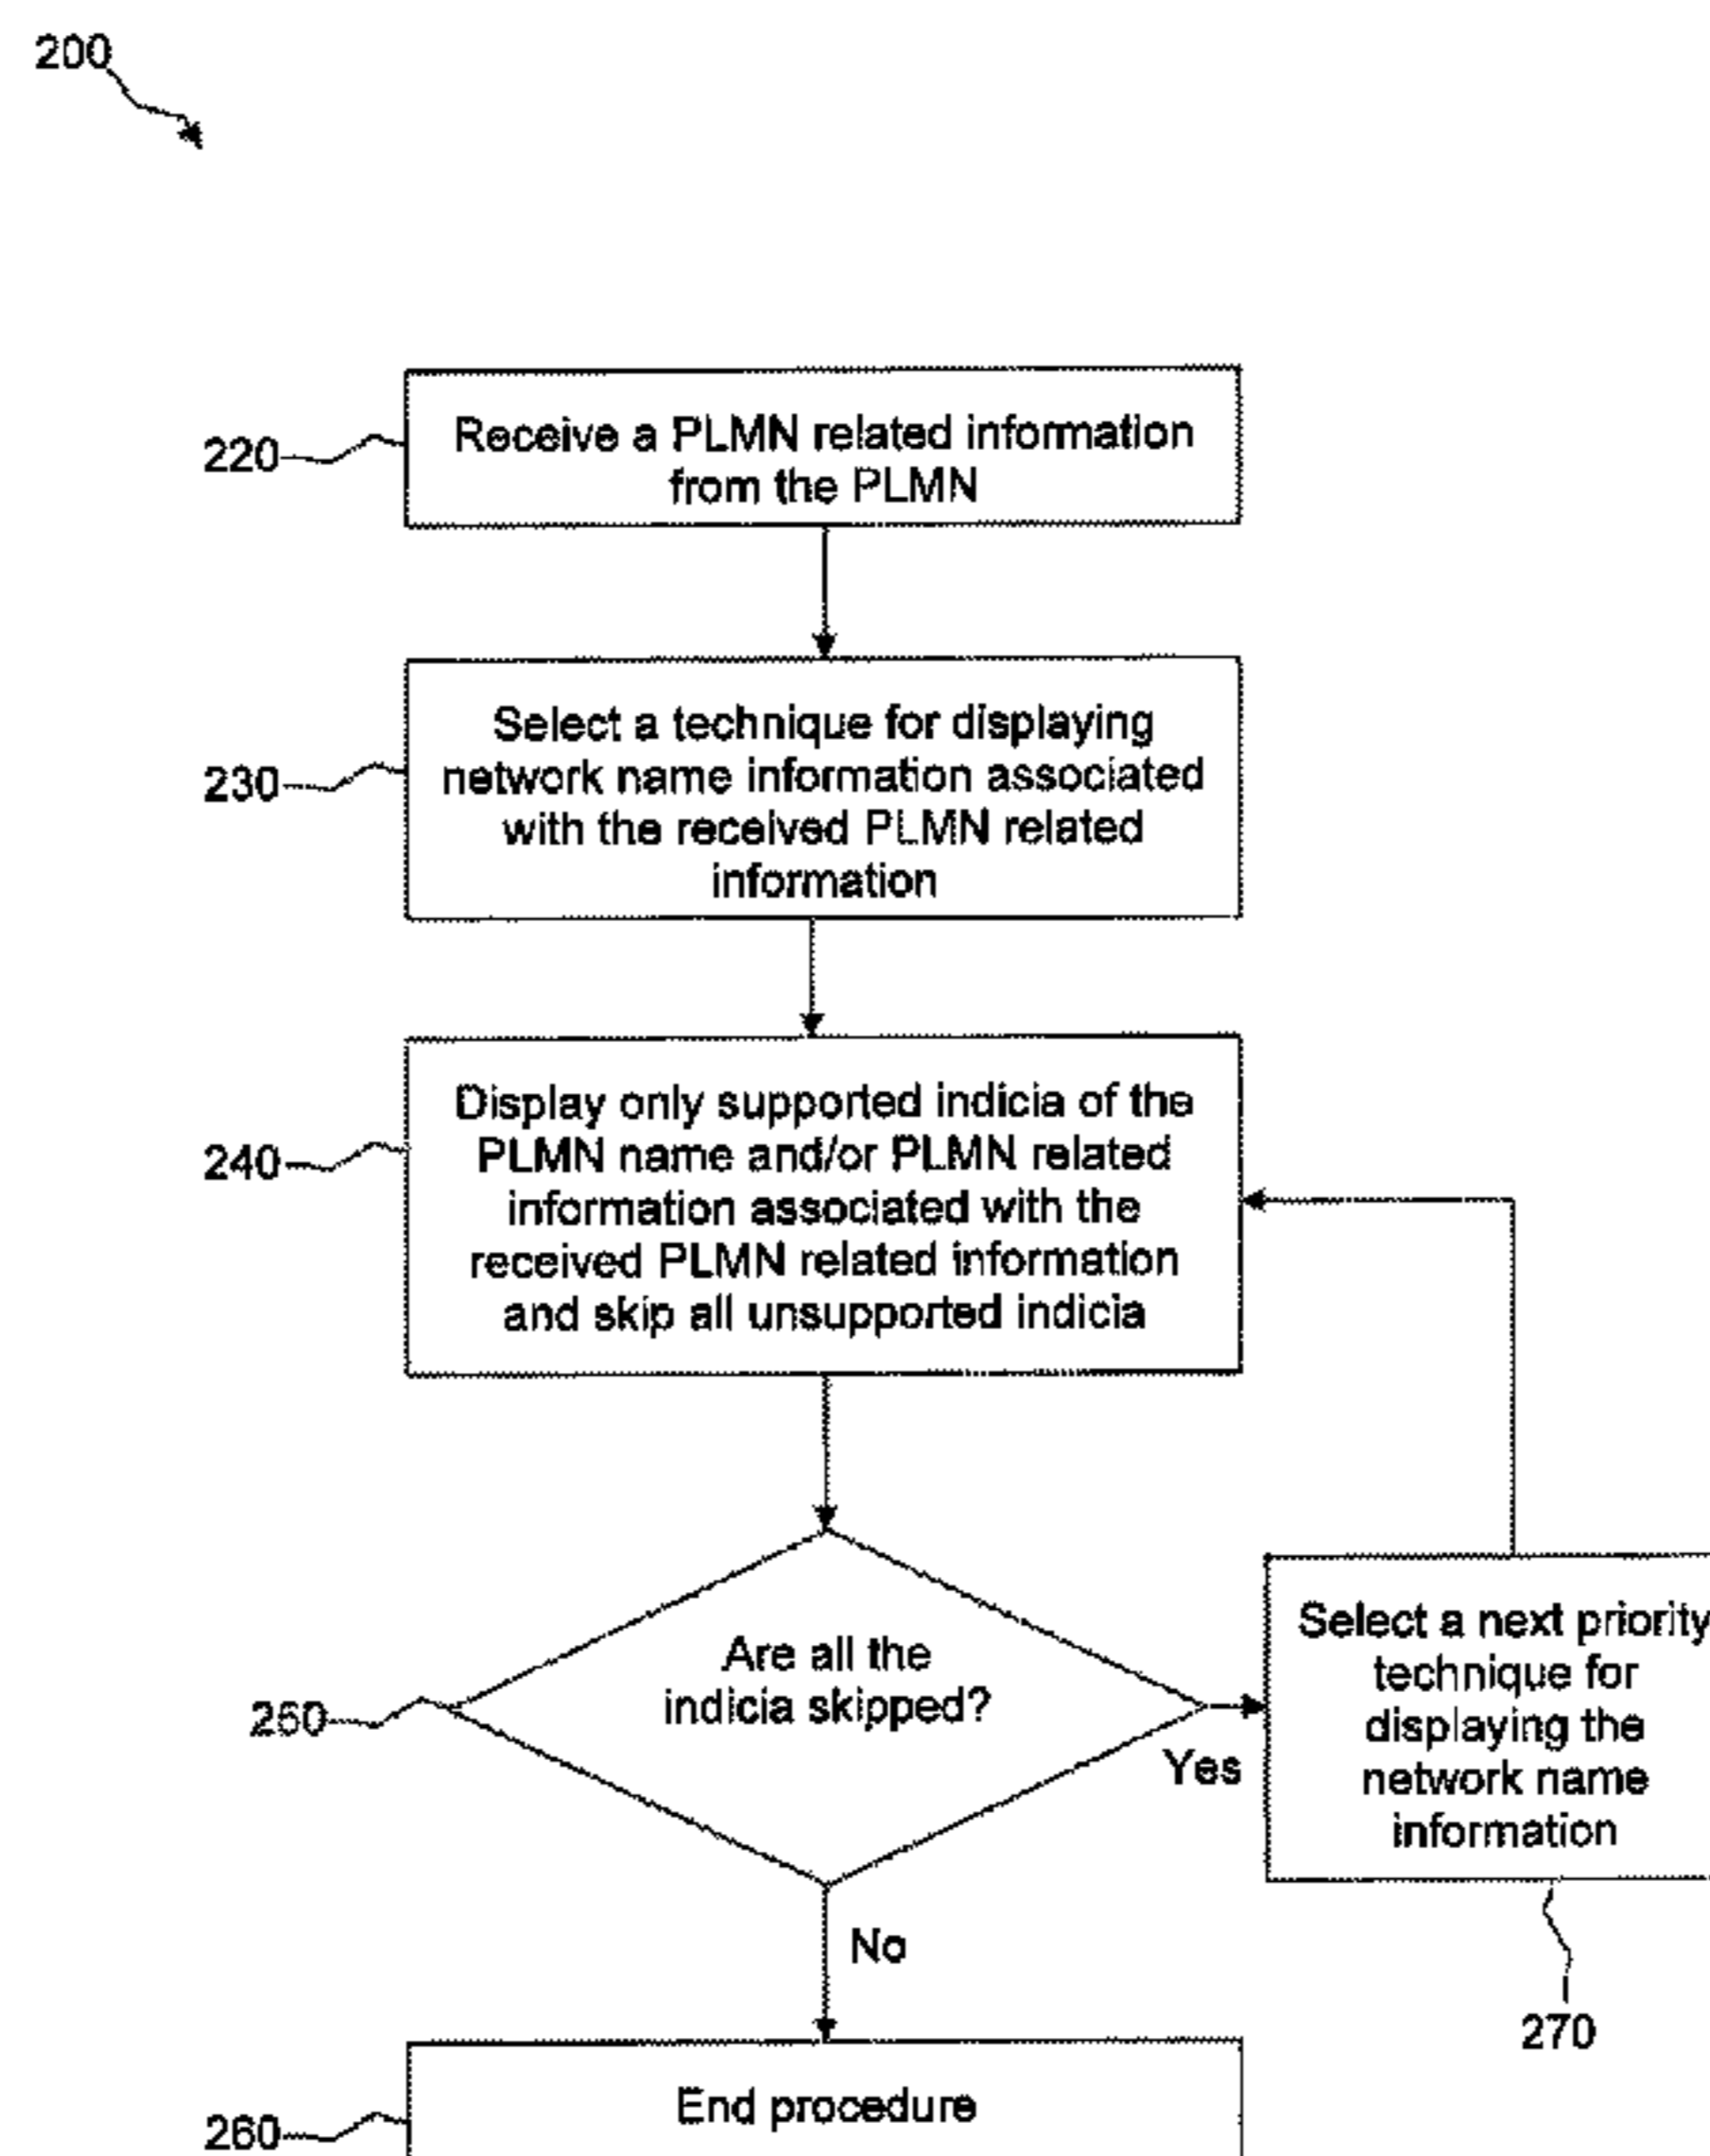 200
220
Receive a PLMN related information
from the PLMN
230
Select a technique for displaying
network name information associated
with the received PLMN related
information
240
Display only supported indicia of the
PLMN name and/or PLMN related
information associated with the
received PLMN related information
and skip all unsupported indicia
250
Are all the
indicia skipped?
Yes
Select a next priority
technique for
displaying the
network name
information
270
No
260
End procedure